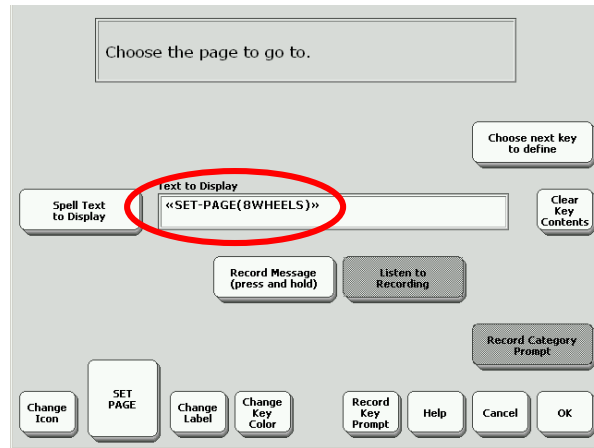 Choose the page to go to.
Choose next key
to define
Text to Display
Spell Text
to Display
«SET-PAGE(8WHEELS)»
Clear
Key
Contents
Record Message
(press and hold)
Listen to
Recording
Record Category
Prompt
Change
Icon
SET
PAGE
Change
Label
Change
Key
Color
Record
Key
Prompt
Help
Cancel
OK